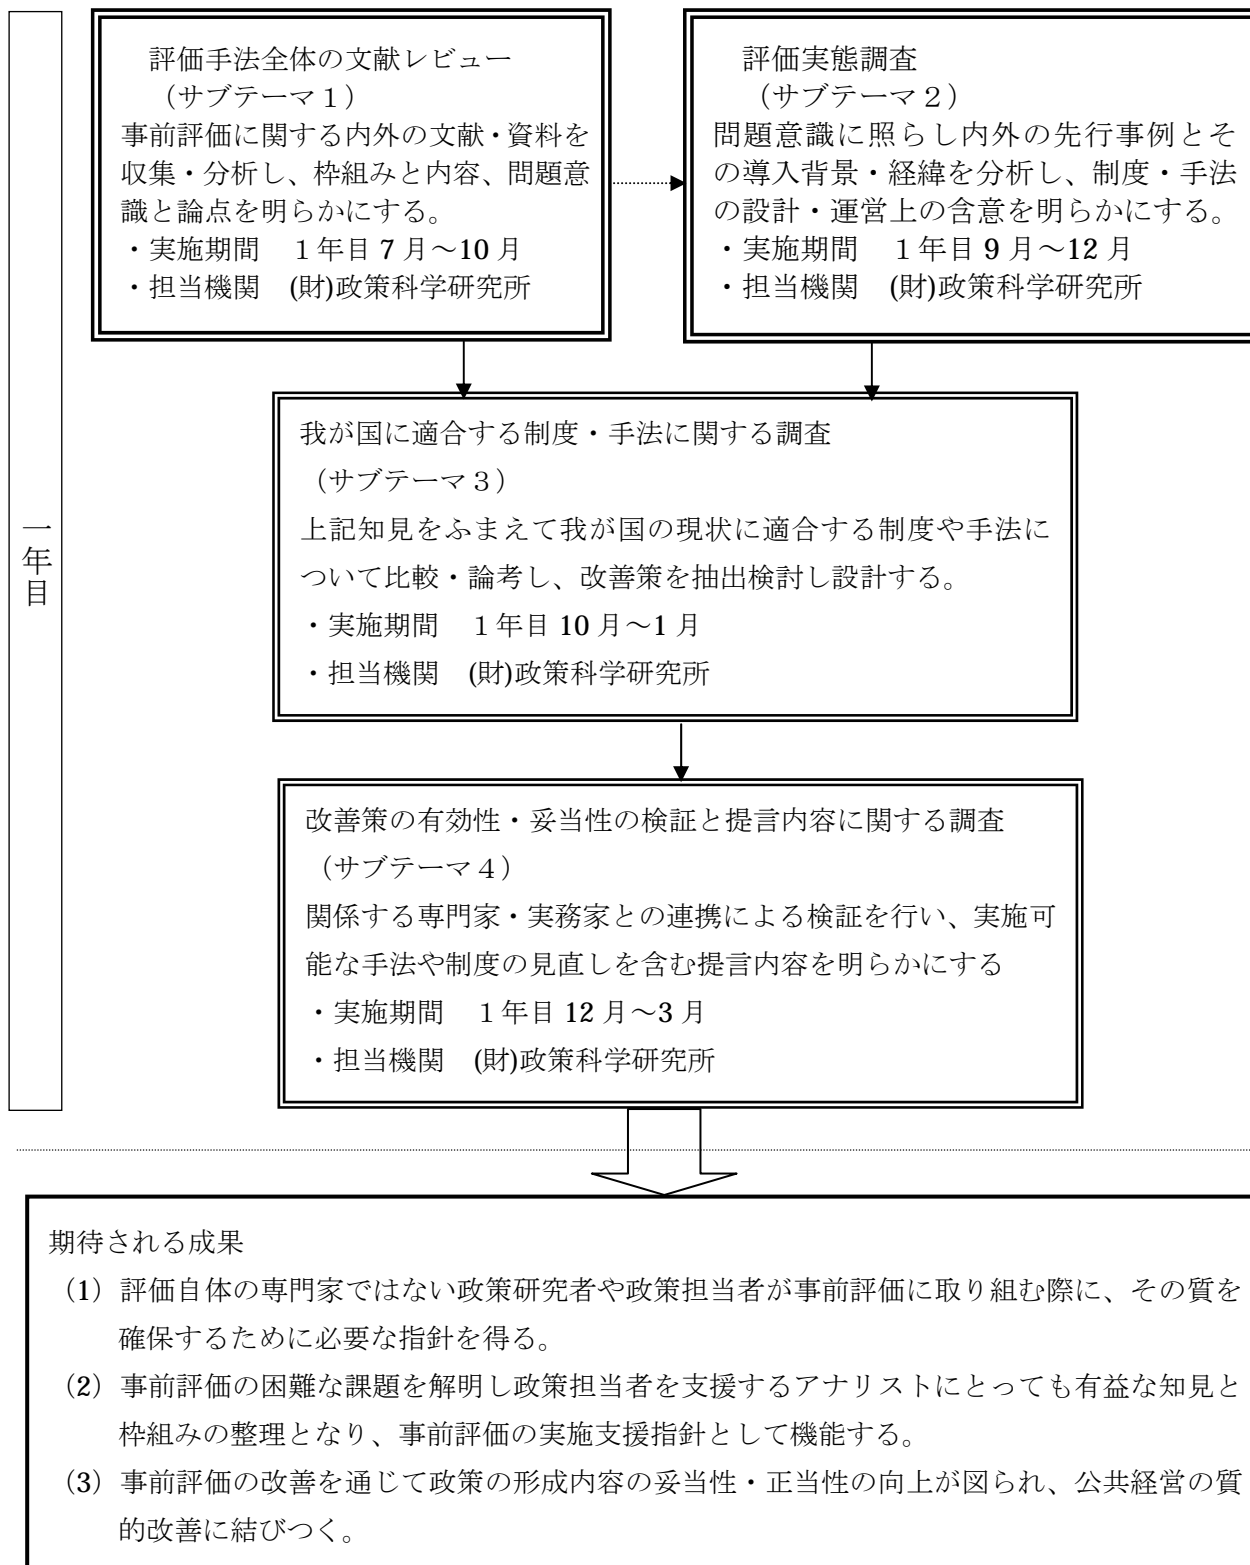 一年目
評価手法全体の文献レビュー
（サブテーマ１）
事前評価に関する内外の文献・資料を
収集・分析し、枠組みと内容、問題意
識と論点を明らかにする。
・実施期間　１年目 7 月～10 月
・担当機関　(財)政策科学研究所
評価実態調査
（サブテーマ２）
問題意識に照らし内外の先行事例とそ
の導入背景・経緯を分析し、制度・手法
の設計・運営上の含意を明らかにする。
・実施期間　１年目 9 月～12 月
・担当機関　(財)政策科学研究所
我が国に適合する制度・手法に関する調査
（サブテーマ３）
上記知見をふまえて我が国の現状に適合する制度や手法に
ついて比較・論考し、改善策を抽出検討し設計する。
・実施期間　１年目 10 月～1 月
・担当機関　(財)政策科学研究所
改善策の有効性・妥当性の検証と提言内容に関する調査
（サブテーマ４）
関係する専門家・実務家との連携による検証を行い、実施可
能な手法や制度の見直しを含む提言内容を明らかにする
・実施期間　１年目 12 月～3 月
・担当機関　(財)政策科学研究所
期待される成果
（1）評価自体の専門家ではない政策研究者や政策担当者が事前評価に取り組む際に、その質を
確保するために必要な指針を得る。
（2）事前評価の困難な課題を解明し政策担当者を支援するアナリストにとっても有益な知見と
枠組みの整理となり、事前評価の実施支援指針として機能する。
（3）事前評価の改善を通じて政策の形成内容の妥当性・正当性の向上が図られ、公共経営の質
的改善に結びつく。